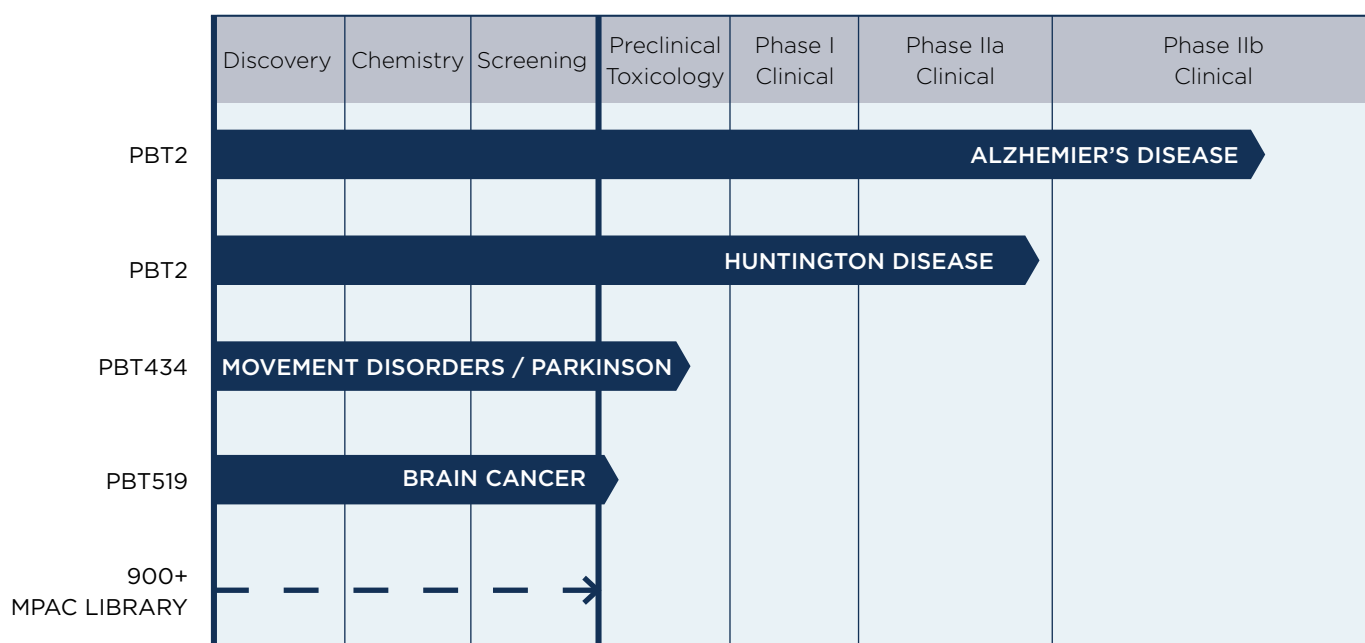 Discovery
Chemistry
Screening
Preclinical
Toxicology
Phase I
Clinical
Phase IIa
Clinical
Phase IIb
Clinical
PBT2
ALZHEMIER'S DISEASE
PBT2
HUNTINGTON DISEASE
PBT434
MOVEMENT DISORDERS / PARKINSON
PBT519
BRAIN CANCER
900+
MPAC LIBRARY